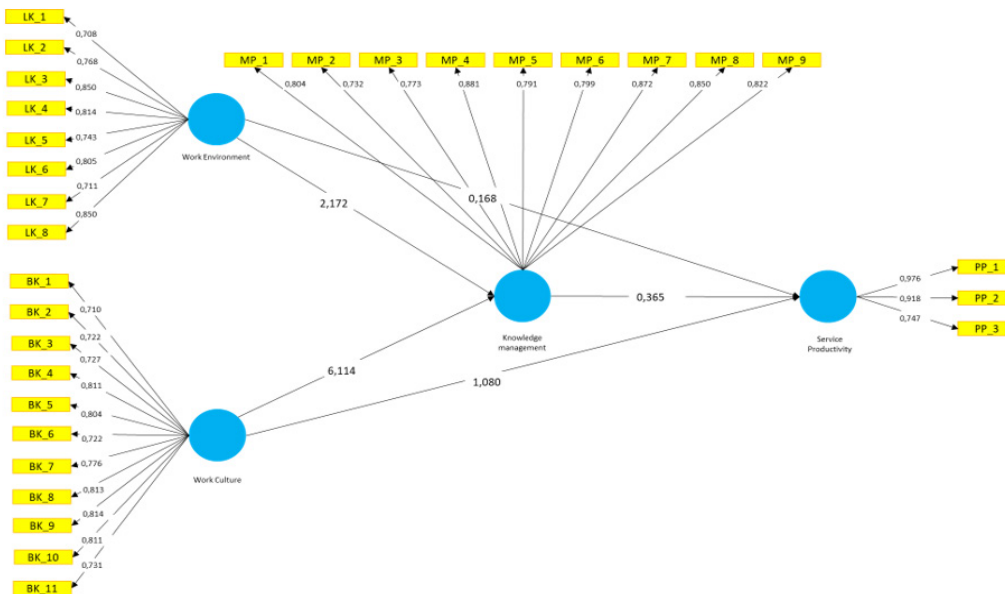 LK_1
LK_2
LK_3
LK_4
LK_5
LK_6
LK_7
LK_8
0,708
0,768
0,850
0,814
0,743
0,805
0,711
0,850
Work Environment
MP_1
MP_2
MP_3
MP_4
MP_5
MP_6
MP_7
MP_8
MP_9
0,804
0,732
0,773
0,881
0,791
0,799
0,872
0,850
0,822
2,172
0,168
BK_1
BK_2
BK_3
BK_4
BK_5
BK_6
BK_7
BK_8
BK_9
BK_10
BK_11
0,710
0,722
0,727
0,811
0,804
0,722
0,776
0,813
0,814
0,811
0,731
Work Culture
6,114
1,080
Knowledge
management
0,365
Service
Productivity
0,976
0,918
0,747
PP_1
PP_2
PP_3